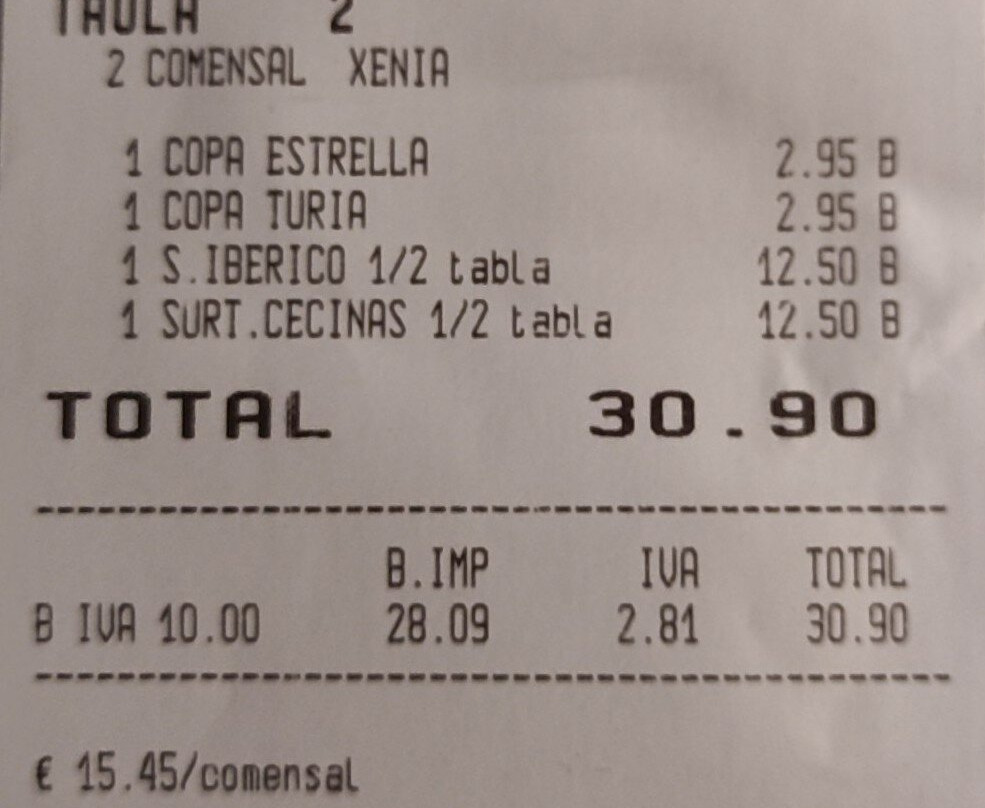 TAULA 2
2 COMENSAL XENIA
1 COPA ESTRELLA 2.95 B
1 COPA TURIA 2.95 B
1 S.IBERICO 1/2 tabla 12.50 B
1 SURT.CECINAS 1/2 tabla 12.50 B
TOTAL 30.90
B.IMP IVA TOTAL
B IVA 10.00 28.09 2.81 30.90
€ 15.45/comensal